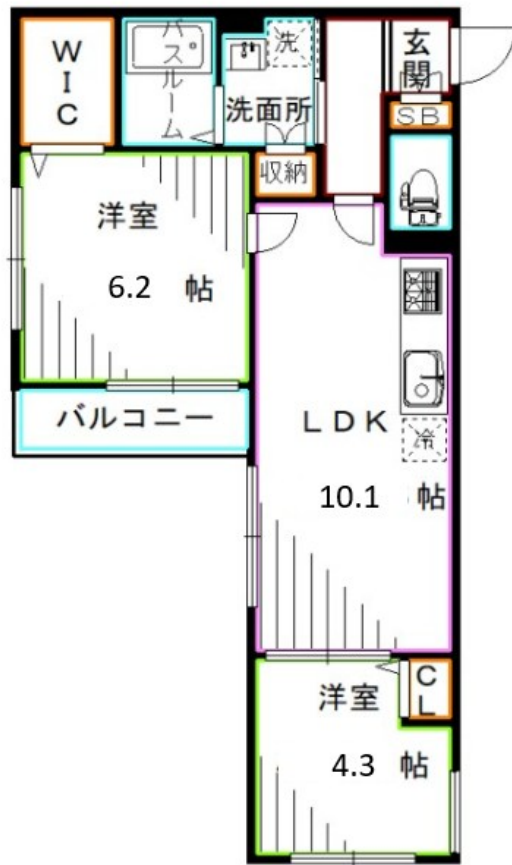 WIC
バスルーム
洗
洗面所
玄関
SB
収納
洋室
6.2 帖
バルコニー
LDK
冷
10.1 帖
洋室
CL
4.3 帖